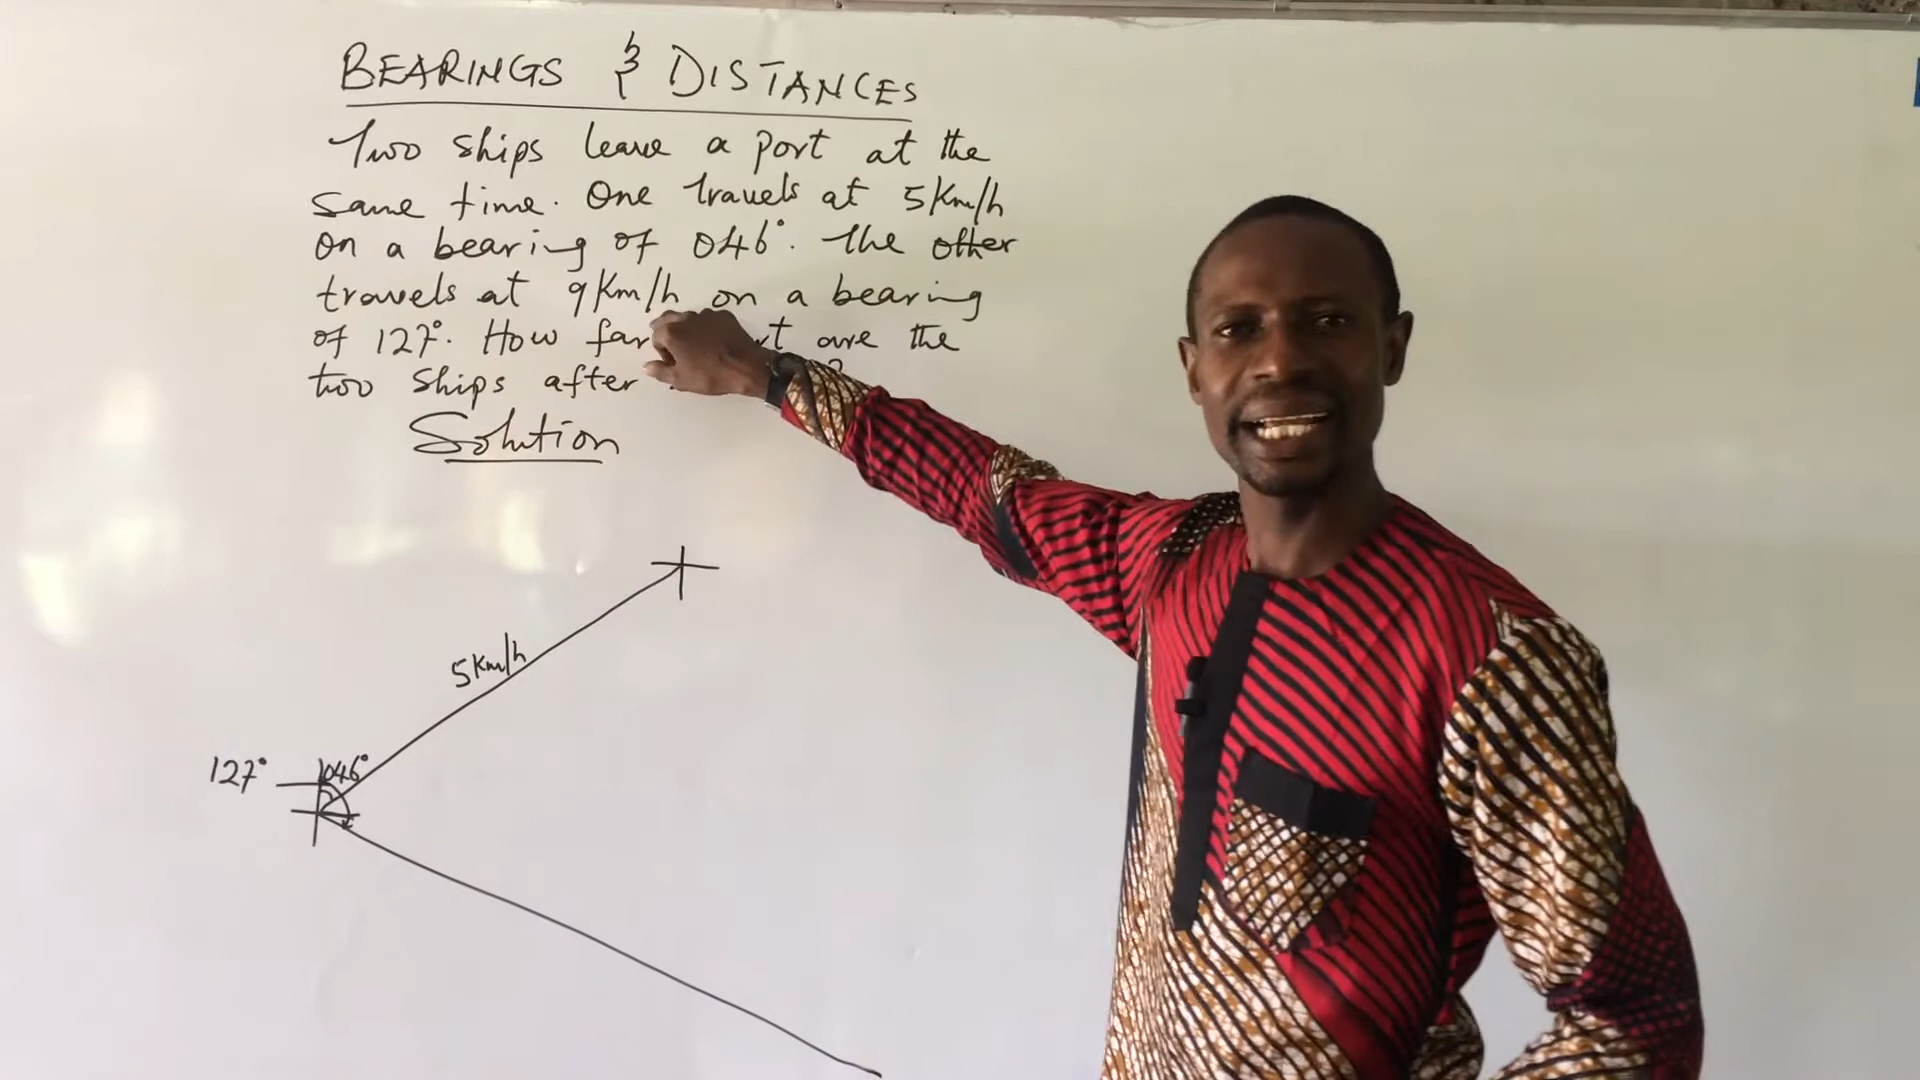 BEARINGS & DISTANCES
Two ships leave a port at the
same time. One travels at 5Km/h
on a bearing of 046°. The other
travels at 9Km/h on a bearing
of 127°. How far are the
two ships after
Solution
5Km/h
127°
046°